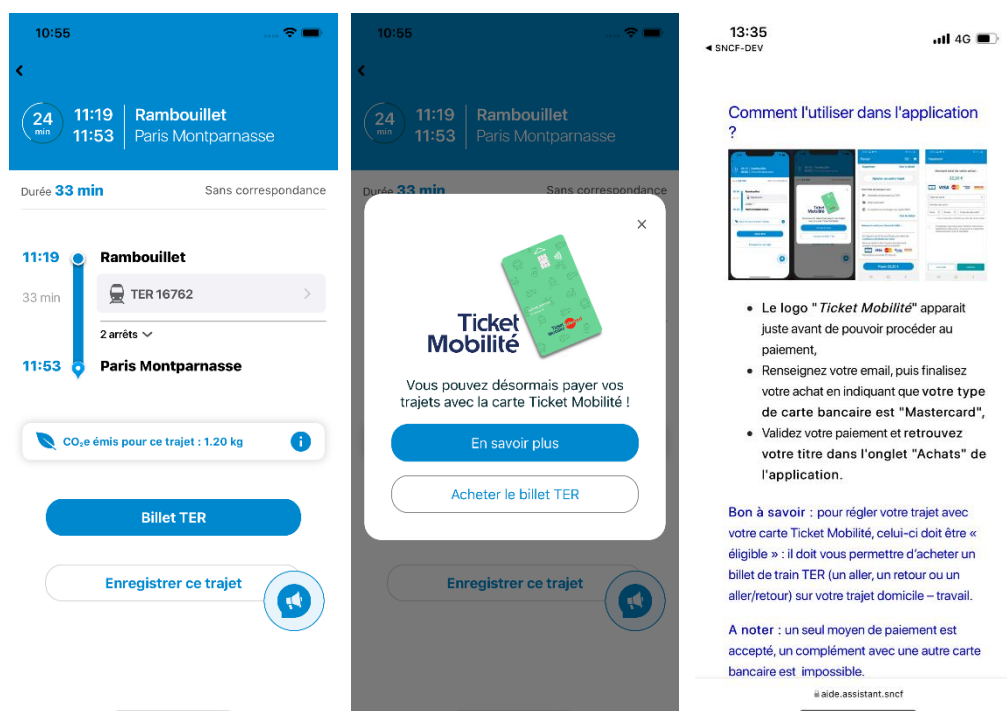 10:55
24 min
11:19 Rambouillet
11:53 Paris Montparnasse
Durée 33 min Sans correspondance
11:19 Rambouillet
33 min TER 16762
2 arrêts
11:53 Paris Montparnasse
CO₂e émis pour ce trajet : 1.20 kg
Billet TER
Enregistrer ce trajet
10:55
24 min
11:19 Rambouillet
11:53 Paris Montparnasse
Durée 33 min Sans correspondance
Ticket
Mobilité
Vous pouvez désormais payer vos
trajets avec la carte Ticket Mobilité !
En savoir plus
Acheter le billet TER
Enregistrer ce trajet
13:35 4G
SNCF-DEV
Comment l'utiliser dans l'application
?
Le logo "Ticket Mobilité" apparait
juste avant de pouvoir procéder au
paiement,
Renseignez votre email, puis finalisez
votre achat en indiquant que votre type
de carte bancaire est "Mastercard",
Validez votre paiement et retrouvez
votre titre dans l'onglet "Achats" de
l'application.
Bon à savoir : pour régler votre trajet avec
votre carte Ticket Mobilité, celui-ci doit être «
éligible » : il doit vous permettre d'acheter un
billet de train TER (un aller, un retour ou un
aller/retour) sur votre trajet domicile – travail.
A noter : un seul moyen de paiement est
accepté, un complément avec une autre carte
bancaire est impossible.
aide.assistant.sncf